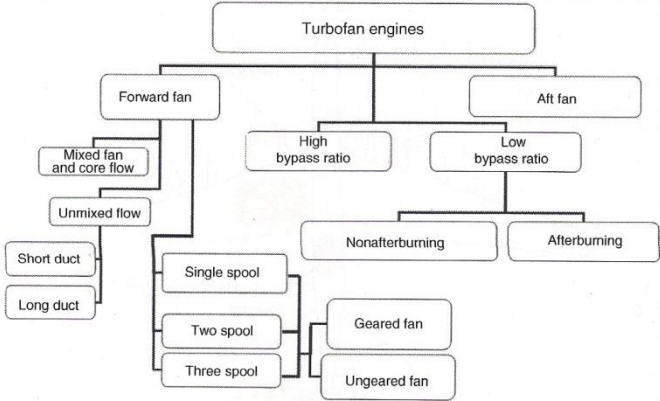 Turbofan engines
Forward fan
Aft fan
High
bypass ratio
Low
bypass ratio
Mixed fan
and core flow
Unmixed flow
Nonafterburning
Afterburning
Short duct
Long duct
Single spool
Two spool
Three spool
Geared fan
Ungeared fan